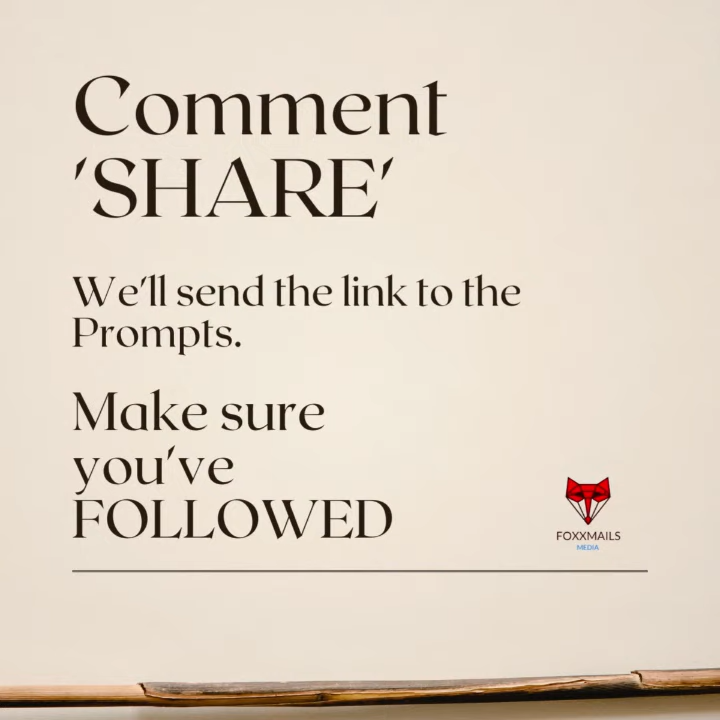 Comment
'SHARE'
We'll send the link to the
Prompts.
Make sure
you've
FOLLOWED
FOXXMAILS
MEDIA